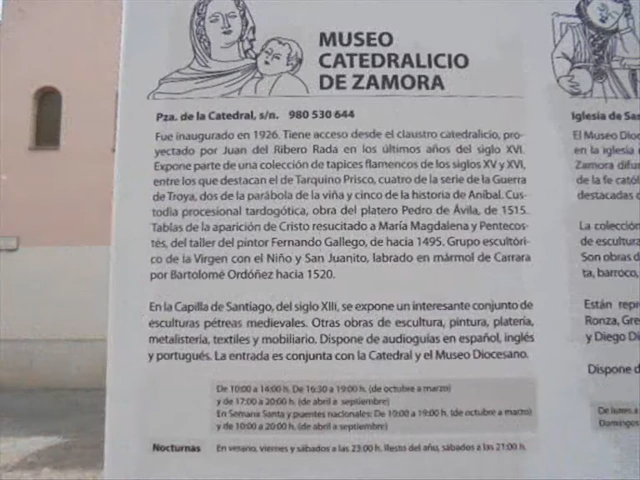 MUSEO
CATEDRALICIO
DE ZAMORA
Pza. de la Catedral, s/n. 980 530 644
Fue inaugurado en 1926. Tiene acceso desde el claustro catedralicio, pro-
yectado por Juan del Ribero Rada en los últimos años del siglo XVI.
Expone parte de una colección de tapices flamencos de los siglos XV y XVI,
entre los que destacan el de Tarquino Prisco, cuatro de la serie de la Guerra
de Troya, dos de parábola de la viña y cinco de la historia de Aníbal. Cus-
todia procesional tardogótica, obra del platero Pedro de Ávila, de 1515.
Tablas de la aparición de Cristo resucitado a María Magdalena y Pentecos-
tés, del taller del pintor Fernando Gallego, de hacia 1495. Grupo escultóri-
co de la Virgen con el Niño y San Juanito, labrado en mármol de Carrara
por Bartolomé Ordóñez hacia 1520.
En la Capilla de Santiago, del siglo XIII, se expone un interesante conjunto de
esculturas pétreas medievales. Otras obras de escultura, pintura, platería,
metalistería, textiles y mobiliario. Dispone de audioguías en español, inglés
y portugués. La entrada es conjunta con la Catedral y el Museo Diocesano.
De 10:00 a 14:00 h. De 16:30 a 19:00 h. (de octubre a marzo)
y de 17:00 a 20:00 h. (de abril a septiembre)
En Semana Santa y puentes nacionales: De 10:00 a 19:00 h. (de octubre a marzo)
y de 10:00 a 20:00 h. (de abril a septiembre)
Nocturnas En verano, viernes y sábados a las 23:00 h. Resto del año, sábados a las 21:00 h.
Iglesia de
El Museo
en la iglesia
Zamora
de la fe
destacadas
La colección
de
Son obras
ta, barroco,
Están
Ronza,
y Diego
Dispone
De lunes a
Domingos